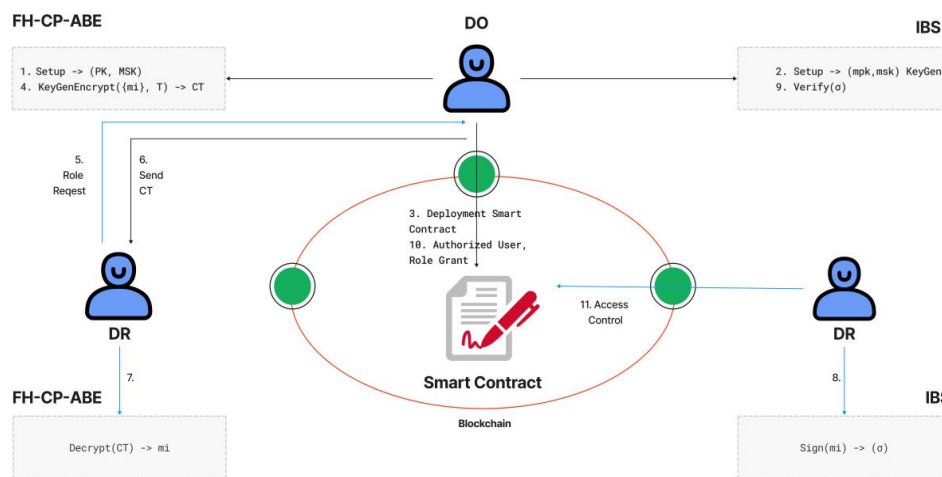 FH-CP-ABE
DO
IBS
1. Setup -> (PK, MSK)
4. KeyGenEncrypt({mi}, T) -> CT
2. Setup -> (mpk,msk) KeyGen
9. Verify(σ)
5.
Role
Reqest
6.
Send
CT
3. Deployment Smart
Contract
10. Authorized User,
Role Grant
11. Access
Control
DR
DR
Smart Contract
7.
8.
FH-CP-ABE
IBS
Blockchain
Decrypt(CT) -> mi
Sign(mi) -> (σ)